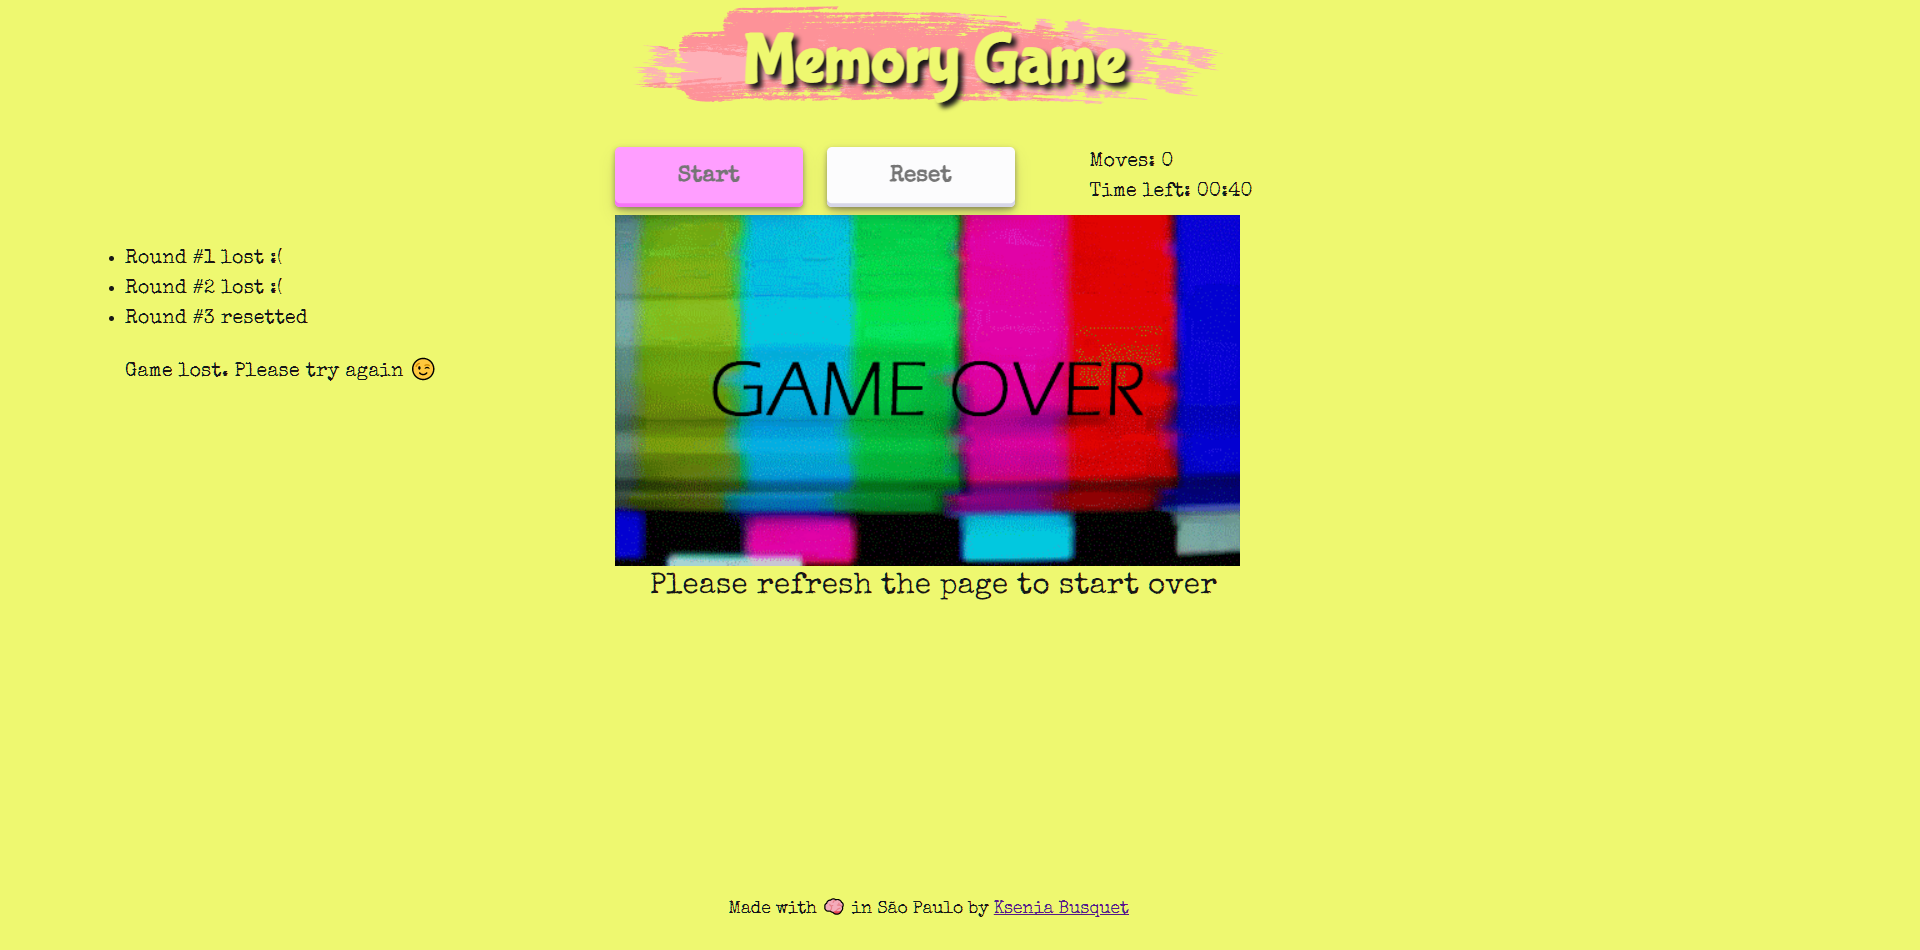 Memory Game
Start
Reset
Moves: 0
Time left: 00:40
Round #1 lost :(
Round #2 lost :(
Round #3 resetted
Game lost. Please try again 😉
GAME OVER
Please refresh the page to start over
Made with 🧠 in São Paulo by Ksenia Busquet